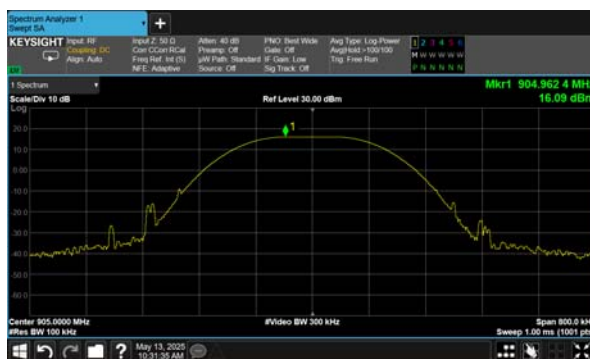 Spectrum Analyzer 1
Swept SA
KEYSIGHT
Input: RF
Coupling: DC
Align: Auto
Input Z: 50 Ω
Corr CCorr RCal
Freq Ref: Int (S)
NFE: Adaptive
Atten: 40 dB
Preamp: Off
µW Path: Standard
Source: Off
PNO: Best Wide
Gate: Off
IF Gain: Low
Sig Track: Off
Avg Type: Log-Power
Avg|Hold:>100/100
Trig: Free Run
1 2 3 4 5 6
M W W W W W
P N N N N N
1 Spectrum
Scale/Div 10 dB
Ref Level 30.00 dBm
Mkr1 904.962 4 MHz
16.09 dBm
Log
1
20.0
10.0
0.00
-10.0
-20.0
-30.0
-40.0
-50.0
-60.0
Center 905.0000 MHz
#Video BW 300 kHz
Span 800.0 kHz
#Res BW 100 kHz
Sweep 1.00 ms (1001 pts)
?
May 13, 2025
10:31:35 AM